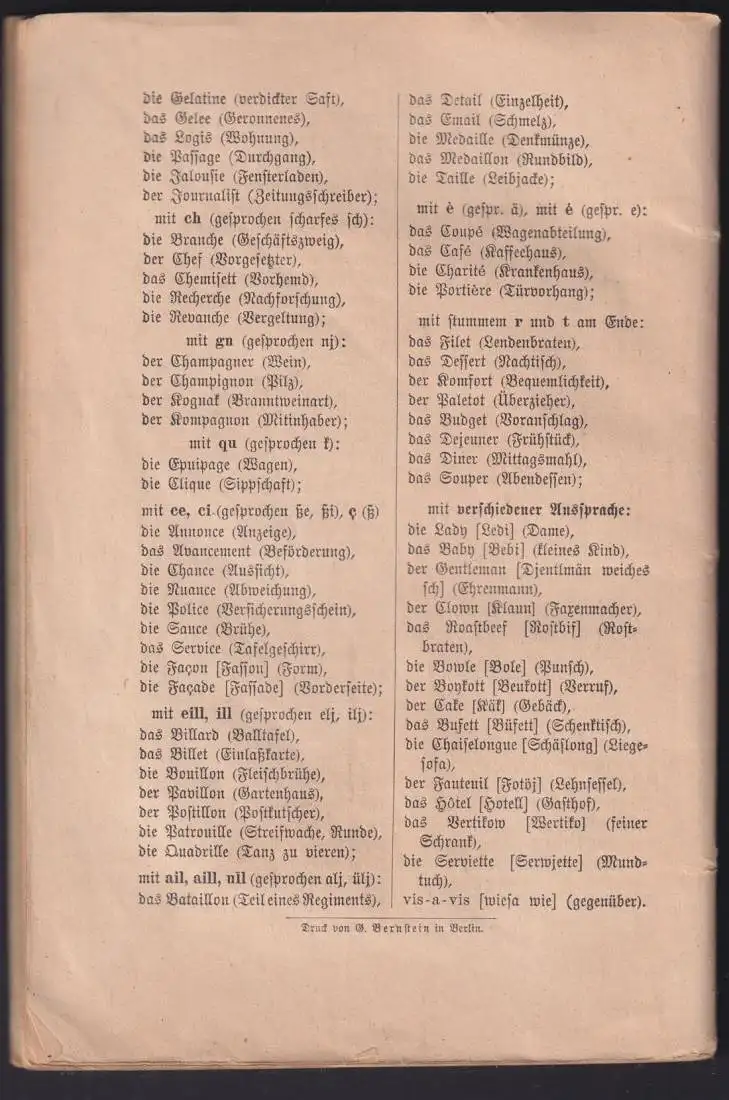 die Gelatine (verdickter Saft),
das Gelee (Geronnenes),
das Logis (Wohnung),
die Passage (Durchgang),
die Jalousie (Fensterladen),
der Journalist (Zeitungsschreiber);
mit ch (gesprochen scharfes sch):
die Branche (Geschäftszweig),
der Chef (Vorgesetzter),
das Chemisett (Vorhemd),
die Recherche (Nachforschung),
die Revanche (Vergeltung);
mit gn (gesprochen nj):
der Champagner (Wein),
der Champignon (Pilz),
der Kognak (Branntweinart),
der Kompagnon (Mitinhaber);
mit qu (gesprochen k):
die Epuipage (Wagen),
die Clique (Sippschaft);
mit ce, ci (gesprochen ße, ßi), ç (ß)
die Annonce (Anzeige),
das Avancement (Beförderung),
die Chance (Aussicht),
die Nuance (Abweichung),
die Police (Versicherungsschein),
die Sauce (Brühe),
das Service (Tafelgeschirr),
die Façon [Fasson] (Form),
die Façade [Fassade] (Vorderseite);
mit eill, ill (gesprochen elj, ilj):
das Billard (Balltafel),
das Billet (Einlaßkarte),
die Bouillon (Fleischbrühe),
der Pavillon (Gartenhaus),
der Postillon (Postkutscher),
die Patrouille (Streifwache, Runde),
die Quadrille (Tanz zu vieren);
mit ail, aill, nil (gesprochen alj, ülj):
das Bataillon (Teil eines Regiments),
das Detail (Einzelheit),
das Email (Schmelz),
die Medaille (Denkmünze),
das Medaillon (Rundbild),
die Taille (Leibjacke);
mit è (gespr. ä), mit é (gespr. e):
das Coupé (Wagenabteilung),
das Café (Kaffeehaus),
die Charité (Krankenhaus),
die Portière (Türvorhang);
mit stummem r und t am Ende:
das Filet (Lendenbraten),
das Dessert (Nachtisch),
der Komfort (Bequemlichkeit),
der Paletot (Überzieher),
das Budget (Voranschlag),
das Dejeuner (Frühstück),
das Diner (Mittagsmahl),
das Souper (Abendessen);
mit verschiedener Aussprache:
die Lady [Ledi] (Dame),
das Baby [Bebi] (kleines Kind),
der Gentleman [Djentlmän weiches
sch] (Ehrenmann),
der Clown [Klaun] (Faxenmacher),
das Roastbeef [Rostbif] (Rost-
braten),
die Bowle [Bole] (Punsch),
der Boykott [Beukott] (Verruf),
der Cake [Käk] (Gebäck),
das Bufett [Büfett] (Schenktisch),
die Chaiselongue [Schäslong] (Liege-
sofa),
der Fauteuil [Fotöj] (Lehnsessel),
das Hôtel [Hotell] (Gasthof),
das Vertikow [Wertiko] (feiner
Schrank),
die Serviette [Serwjette] (Mund-
tuch),
vis-a-vis [wiesa wie] (gegenüber).
Druck von G. Bernstein in Berlin.